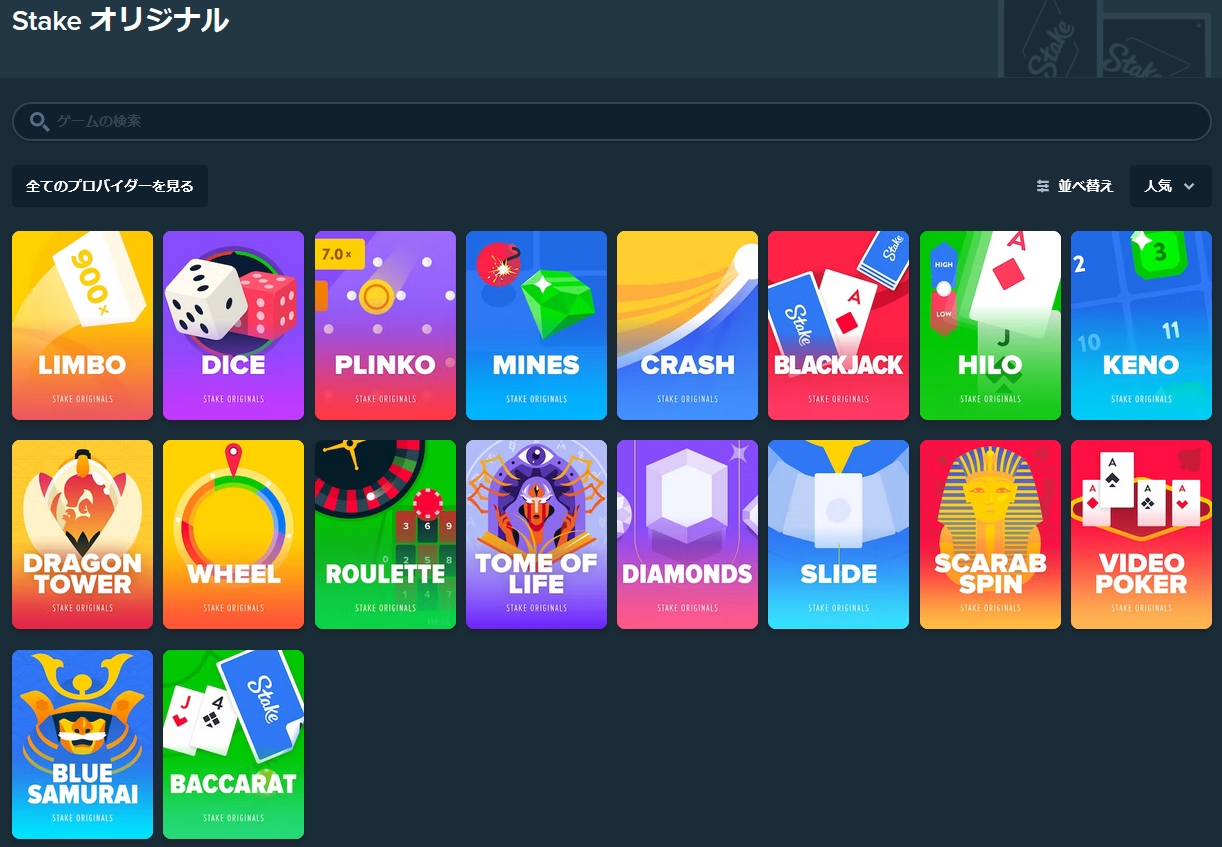 Stake オリジナル
Stake
Stake
ゲームの検索
全てのプロバイダーを見る
並べ替え
人気
900×
7.0×
Stake
Stake
A
HIGH
LOW
A
J
2
3
10
11
LIMBO
DICE
PLINKO
MINES
CRASH
BLACKJACK
HILO
KENO
STAKE ORIGINALS
STAKE ORIGINALS
STAKE ORIGINALS
STAKE ORIGINALS
STAKE ORIGINALS
STAKE ORIGINALS
STAKE ORIGINALS
STAKE ORIGINALS
3 6 9
0 2 5 8
1 4 7
A A A A
DRAGON
TOWER
WHEEL
ROULETTE
TOME OF
LIFE
DIAMONDS
SLIDE
SCARAB
SPIN
VIDEO
POKER
STAKE ORIGINALS
STAKE ORIGINALS
STAKE ORIGINALS
STAKE ORIGINALS
STAKE ORIGINALS
STAKE ORIGINALS
STAKE ORIGINALS
STAKE ORIGINALS
J
4
Stake
BLUE
SAMURAI
BACCARAT
STAKE ORIGINALS
STAKE ORIGINALS